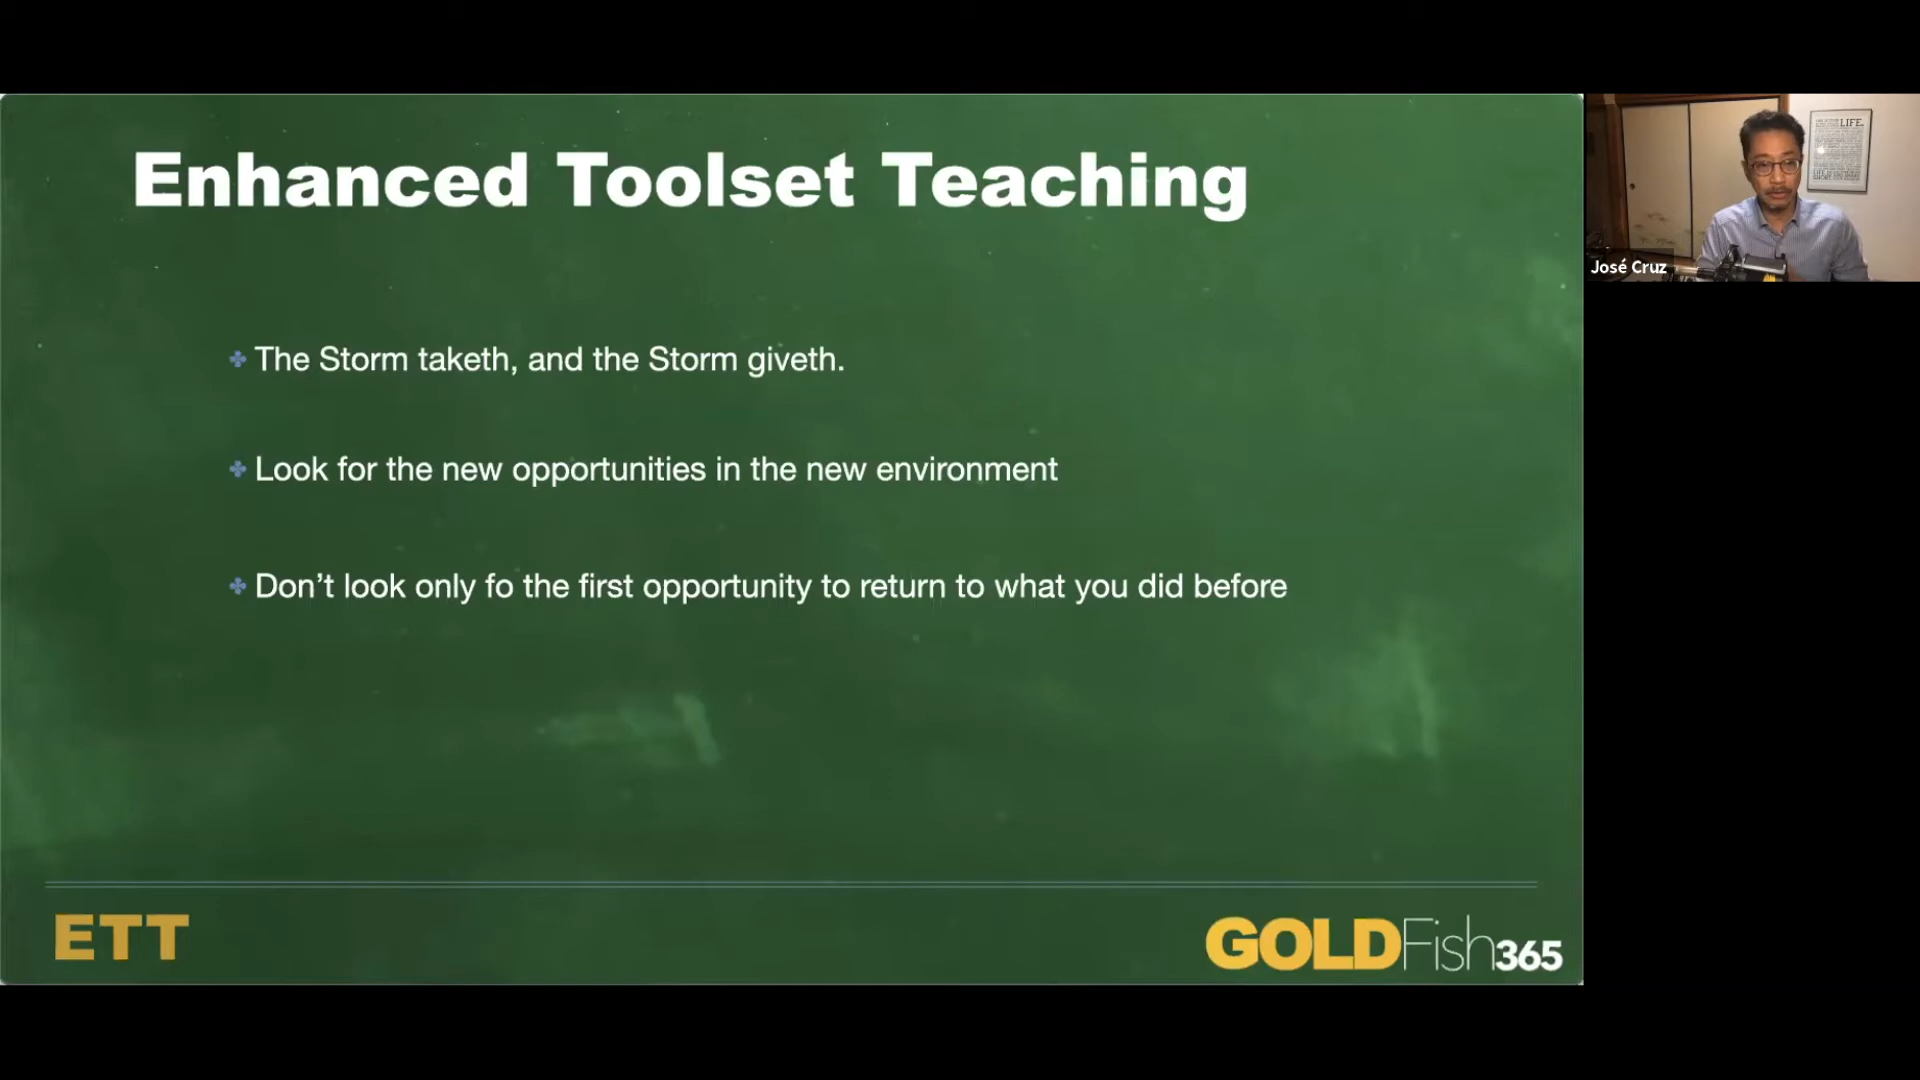 Enhanced Toolset Teaching
The Storm taketh, and the Storm giveth.
Look for the new opportunities in the new environment
Don’t look only fo the first opportunity to return to what you did before
ETT
GOLDFish365
José Cruz
LIFE.